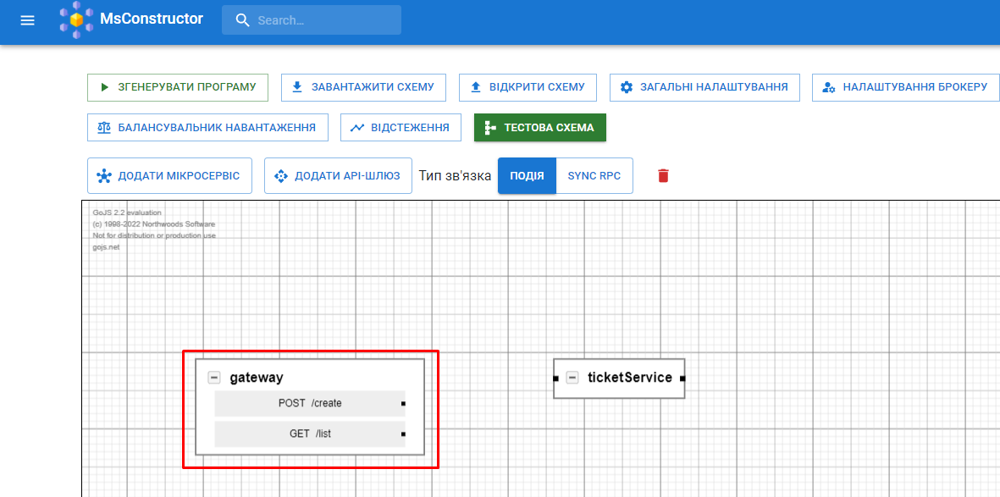 MsConstructor
Search...
ЗГЕНЕРУВАТИ ПРОГРАМУ
ЗАВАНТАЖИТИ СХЕМУ
ВІДКРИТИ СХЕМУ
ЗАГАЛЬНІ НАЛАШТУВАННЯ
НАЛАШТУВАННЯ БРОКЕРУ
БАЛАНСУВАЛЬНИК НАВАНТАЖЕННЯ
ВІДСТЕЖЕННЯ
ТЕСТОВА СХЕМА
ДОДАТИ МІКРОСЕРВІС
ДОДАТИ АРІ-ШЛЮЗ
Тип зв'язка
ПОДІЯ
SYNC RPC
GoJS 2.2 evaluation
(c) 1998-2022 Northwoods Software
Not for distribution or production use
gojs.net
gateway
POST /create
GET /list
ticketService